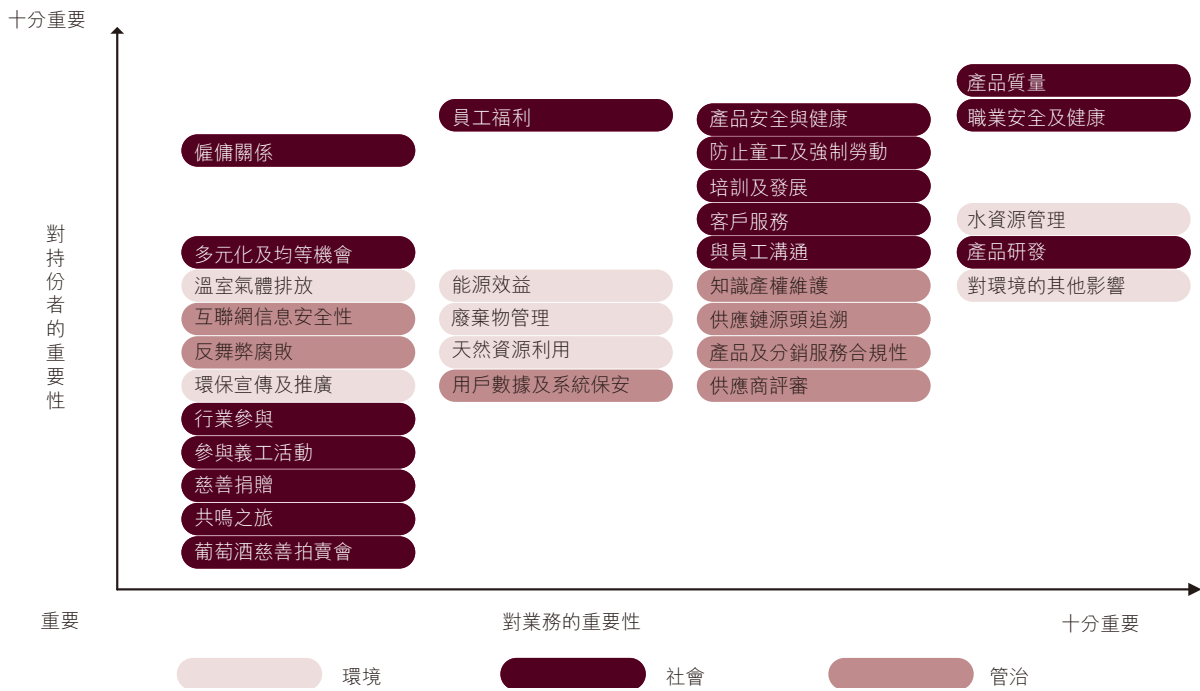 十分重要
對持份者的重要性
僱傭關係
多元化及均等機會
溫室氣體排放
互聯網信息安全性
反舞弊腐敗
環保宣傳及推廣
行業參與
參與義工活動
慈善捐贈
共鳴之旅
葡萄酒慈善拍賣會
員工福利
能源效益
廢棄物管理
天然資源利用
用戶數據及系統保安
產品安全與健康
防止童工及強制勞動
培訓及發展
客戶服務
與員工溝通
知識產權維護
供應鏈源頭追溯
產品及分銷服務合規性
供應商評審
產品質量
職業安全及健康
水資源管理
產品研發
對環境的其他影響
重要
對業務的重要性
十分重要
環境
社會
管治